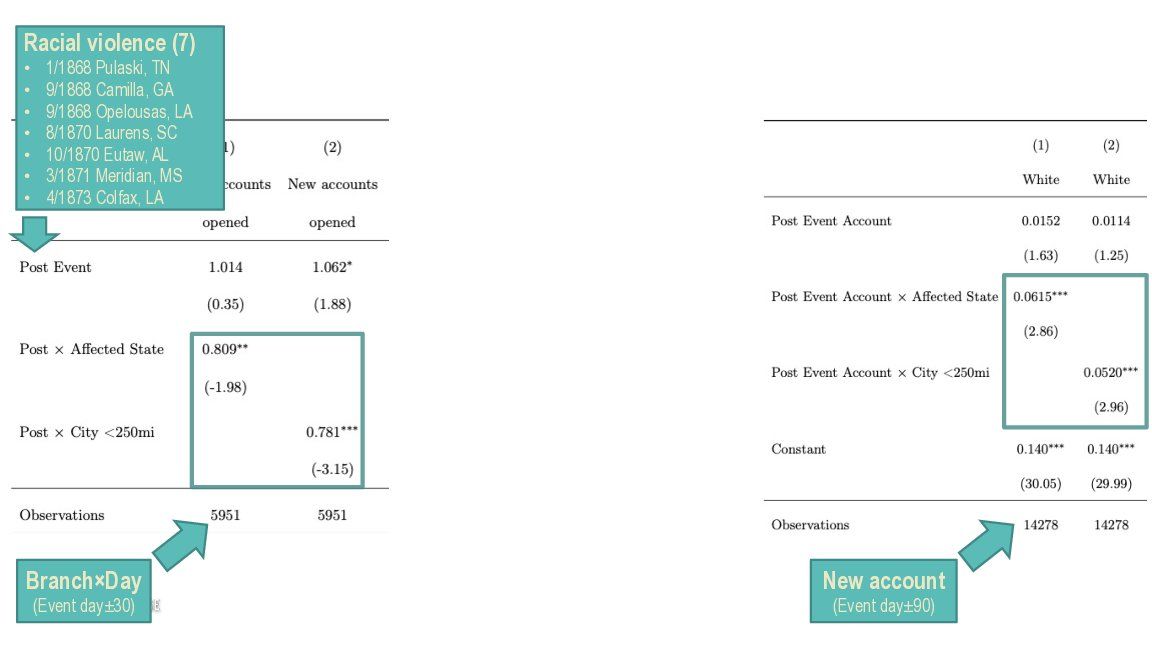 Racial violence (7)
• 1/1868 Pulaski, TN
• 9/1868 Camilla, GA
• 9/1868 Opelousas, LA
• 8/1870 Laurens, SC
• 10/1870 Eutaw, AL
• 3/1871 Meridian, MS
• 4/1873 Colfax, LA
1) (2)
ccounts New accounts
opened opened
Post Event 1.014 1.062*
(0.35) (1.88)
Post × Affected State 0.809**
(-1.98)
Post × City <250mi 0.781***
(-3.15)
Observations 5951 5951
Branch×Day
(Event day±30)
(1) (2)
White White
Post Event Account 0.0152 0.0114
(1.63) (1.25)
Post Event Account × Affected State 0.0615***
(2.86)
Post Event Account × City <250mi 0.0520***
(2.96)
Constant 0.140*** 0.140***
(30.05) (29.99)
Observations 14278 14278
New account
(Event day±90)